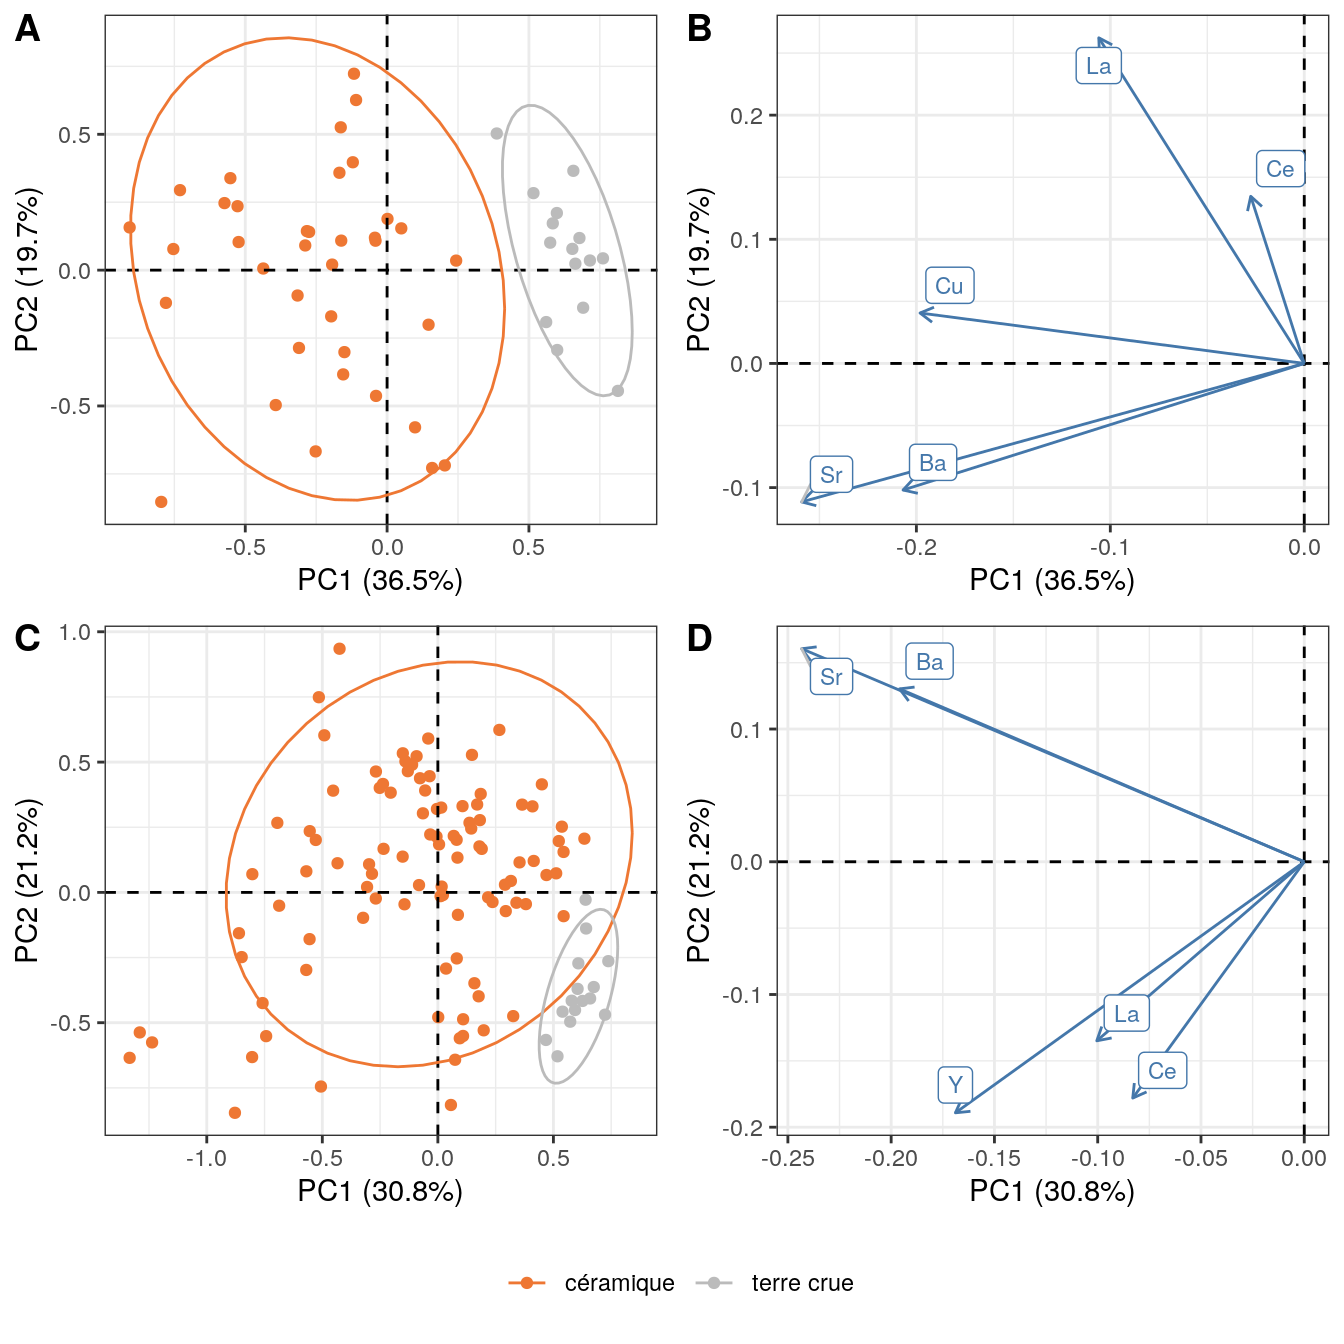 A
PC2 (19.7%)
0.5
0.0
-0.5
-0.5
0.0
0.5
PC1 (36.5%)
B
PC2 (19.7%)
0.2
0.1
0.0
-0.1
La
Ce
Cu
Ba
Sr
-0.2
-0.1
0.0
PC1 (36.5%)
C
PC2 (21.2%)
1.0
0.5
0.0
-0.5
-1.0
-0.5
0.0
0.5
PC1 (30.8%)
D
PC2 (21.2%)
0.1
0.0
-0.1
-0.2
Ba
Sr
La
Ce
Y
-0.25
-0.20
-0.15
-0.10
-0.05
0.00
PC1 (30.8%)
céramique
terre crue